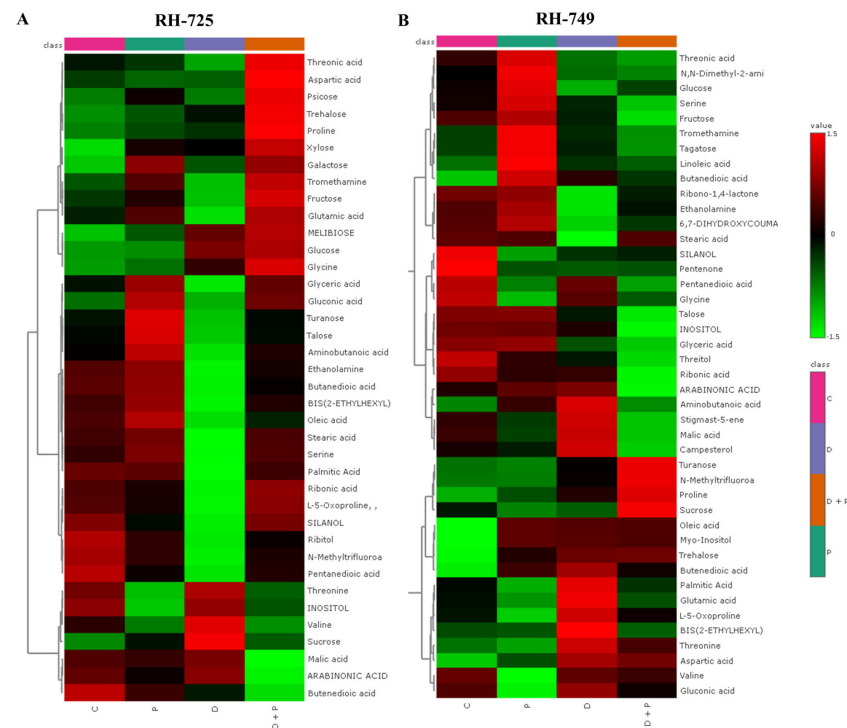 A
RH-725
class
Threonic acid
Aspartic acid
Psicose
Trehalose
Proline
Xylose
Galactose
Tromethamine
Fructose
Glutamic acid
MELIBIOSE
Glucose
Glycine
Glyceric acid
Gluconic acid
Turanose
Talose
Aminobutanoic acid
Ethanolamine
Butanedioic acid
BIS(2-ETHYLHEXYL)
Oleic acid
Stearic acid
Serine
Palmitic Acid
Ribonic acid
L-5-Oxoproline, ,
SILANOL
Ribitol
N-Methyltrifluoroa
Pentanedioic acid
Threonine
INOSITOL
Valine
Sucrose
Malic acid
ARABINONIC ACID
Butenedioic acid
C
P
D
D + P
B
RH-749
class
Threonic acid
N,N-Dimethyl-2-ami
Glucose
Serine
Fructose
Tromethamine
Tagatose
Linoleic acid
Butanedioic acid
Ribono-1,4-lactone
Ethanolamine
6,7-DIHYDROXYCOUMA
Stearic acid
SILANOL
Pentenone
Pentanedioic acid
Glycine
Talose
INOSITOL
Glyceric acid
Threitol
Ribonic acid
ARABINONIC ACID
Aminobutanoic acid
Stigmast-5-ene
Malic acid
Campesterol
Turanose
N-Methyltrifluoroa
Proline
Sucrose
Oleic acid
Myo-Inositol
Trehalose
Butenedioic acid
Palmitic Acid
Glutamic acid
L-5-Oxoproline
BIS(2-ETHYLHEXYL)
Threonine
Aspartic acid
Valine
Gluconic acid
C
P
D
D + P
value
1.5
1
0.5
0
-0.5
-1
-1.5
class
C
D
D + P
P